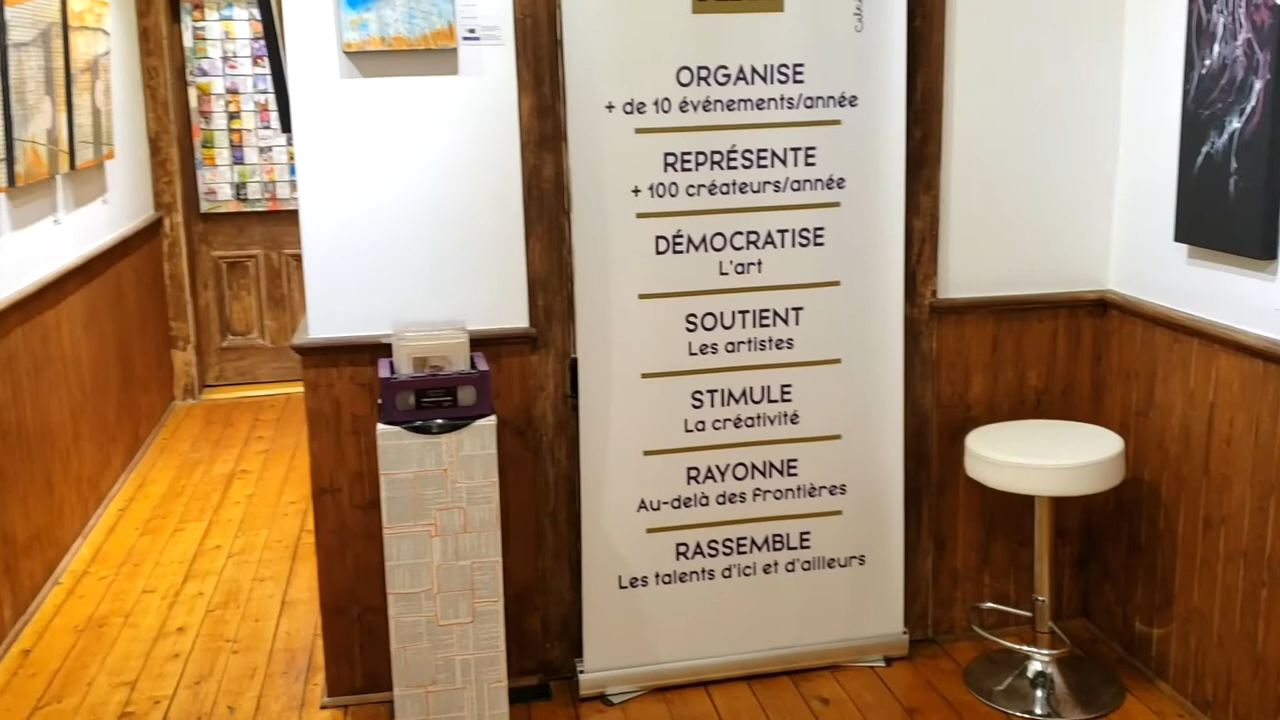 ORGANISE
+ de 10 événements/année
REPRÉSENTE
+ 100 créateurs/année
DÉMOCRATISE
L'art
SOUTIENT
Les artistes
STIMULE
La créativité
RAYONNE
Au-delà des frontières
RASSEMBLE
Les talents d'ici et d'ailleurs